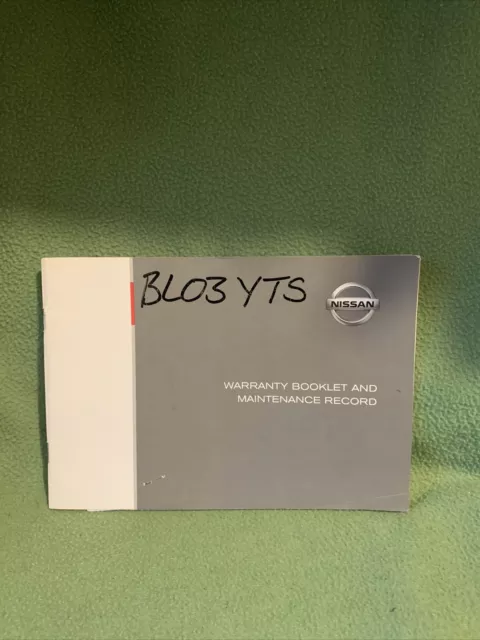 BL03 YTS
NISSAN
WARRANTY BOOKLET AND
MAINTENANCE RECORD